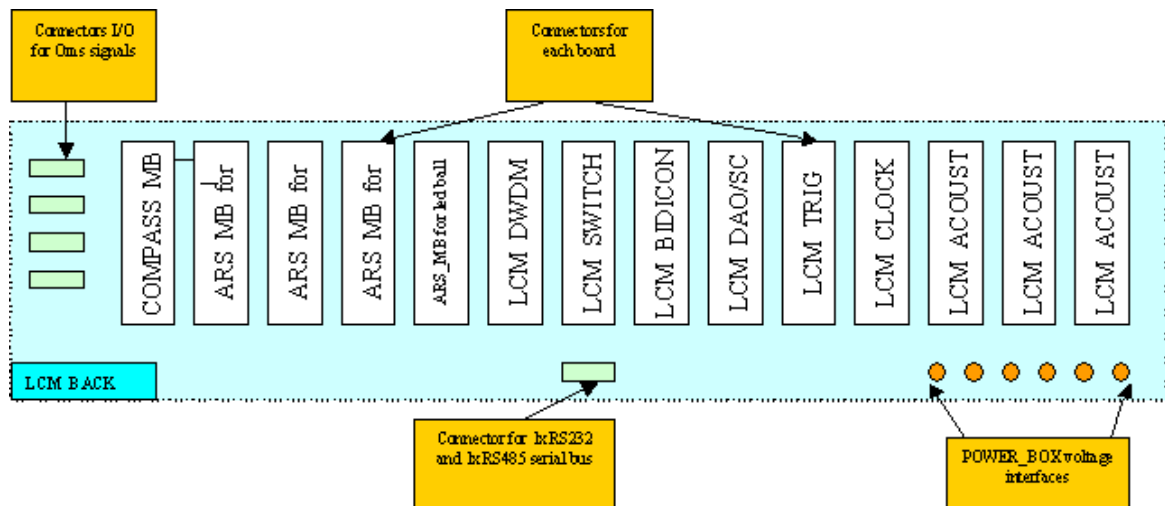 Connectors I/O
for Oms signals
Connectors for
each board
COMPASS MB
ARS MB for
ARS MB for
ARS MB for
ARS_MB for led ball
LCM DWDM
LCM SWITCH
LCM BIDICON
LCM DAO/SC
LCM TRIG
LCM CLOCK
LCM ACOUST
LCM ACOUST
LCM ACOUST
LCM BACK
Connector for 1xRS232
and 1xRS485 serial bus
POWER_BOX voltage
interfaces